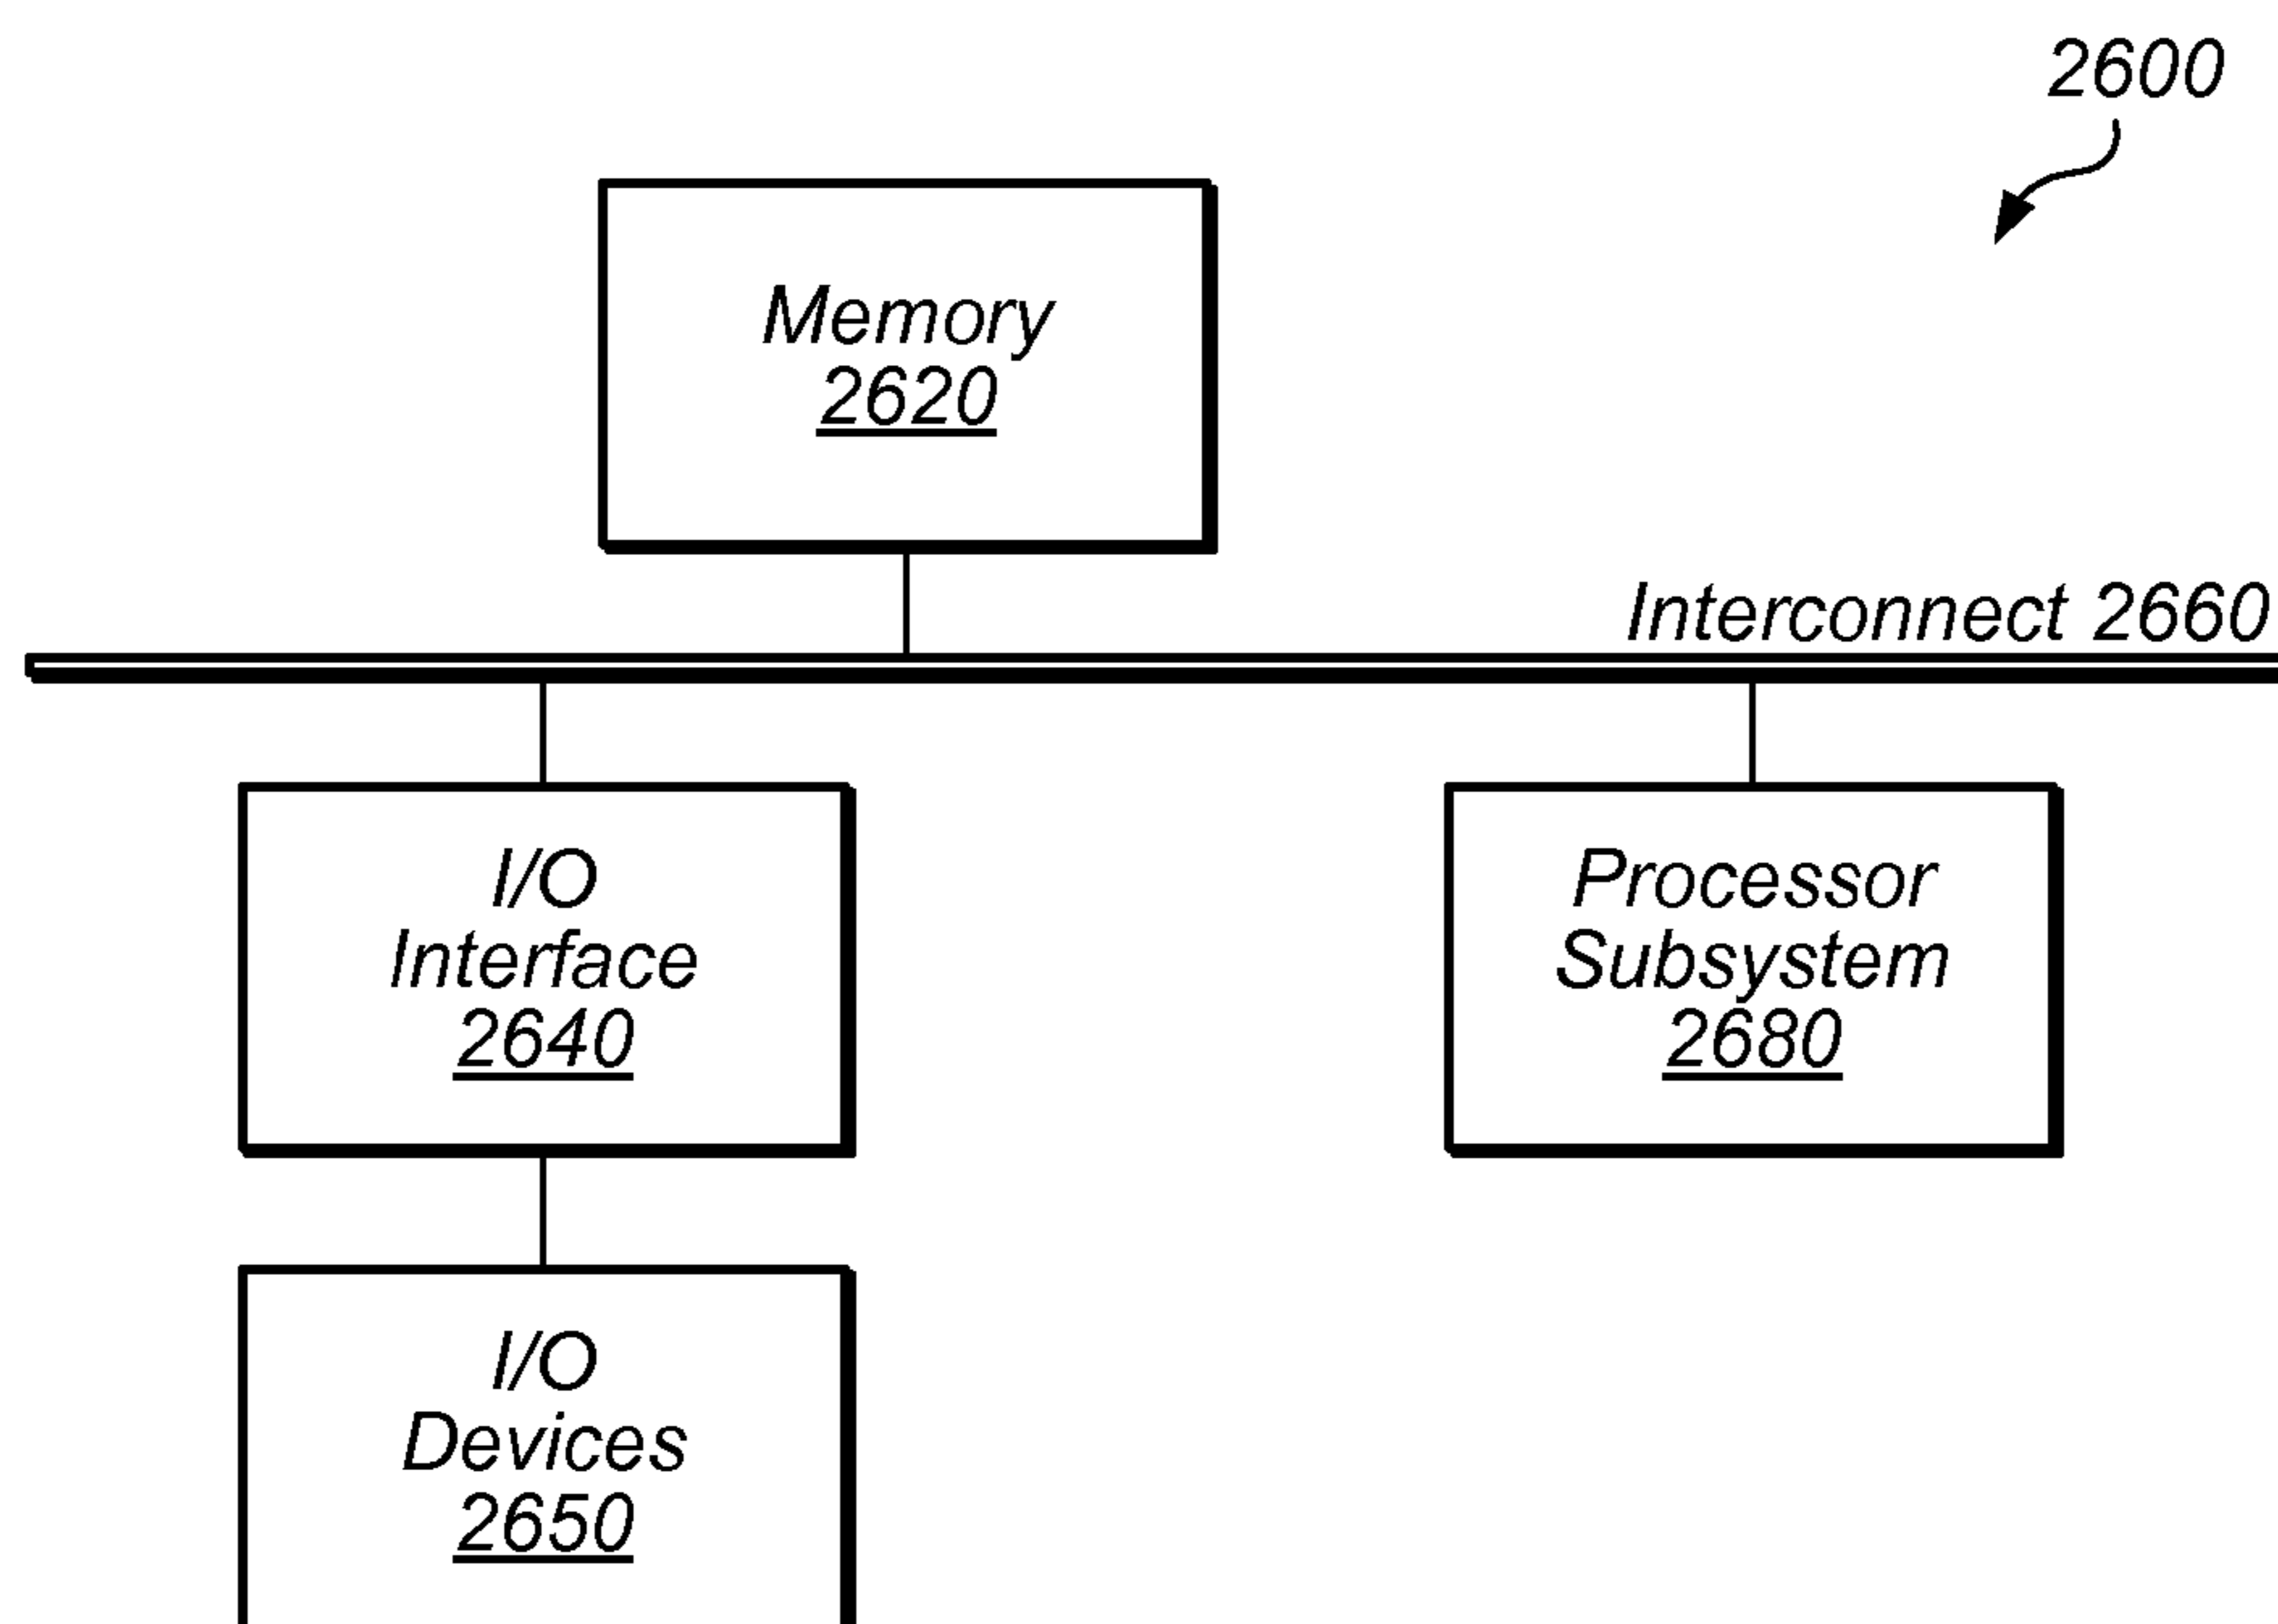 2600
Memory
2620
Interconnect 2660
I/O
Interface
2640
Processor
Subsystem
2680
I/O
Devices
2650